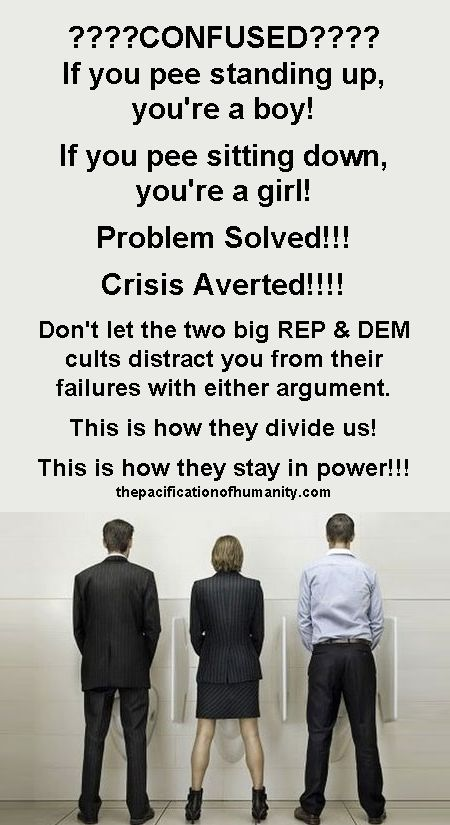 ????CONFUSED????
If you pee standing up,
you're a boy!
If you pee sitting down,
you're a girl!
Problem Solved!!!
Crisis Averted!!!!
Don't let the two big REP & DEM
cults distract you from their
failures with either argument.
This is how they divide us!
This is how they stay in power!!!
thepacificationofhumanity.com